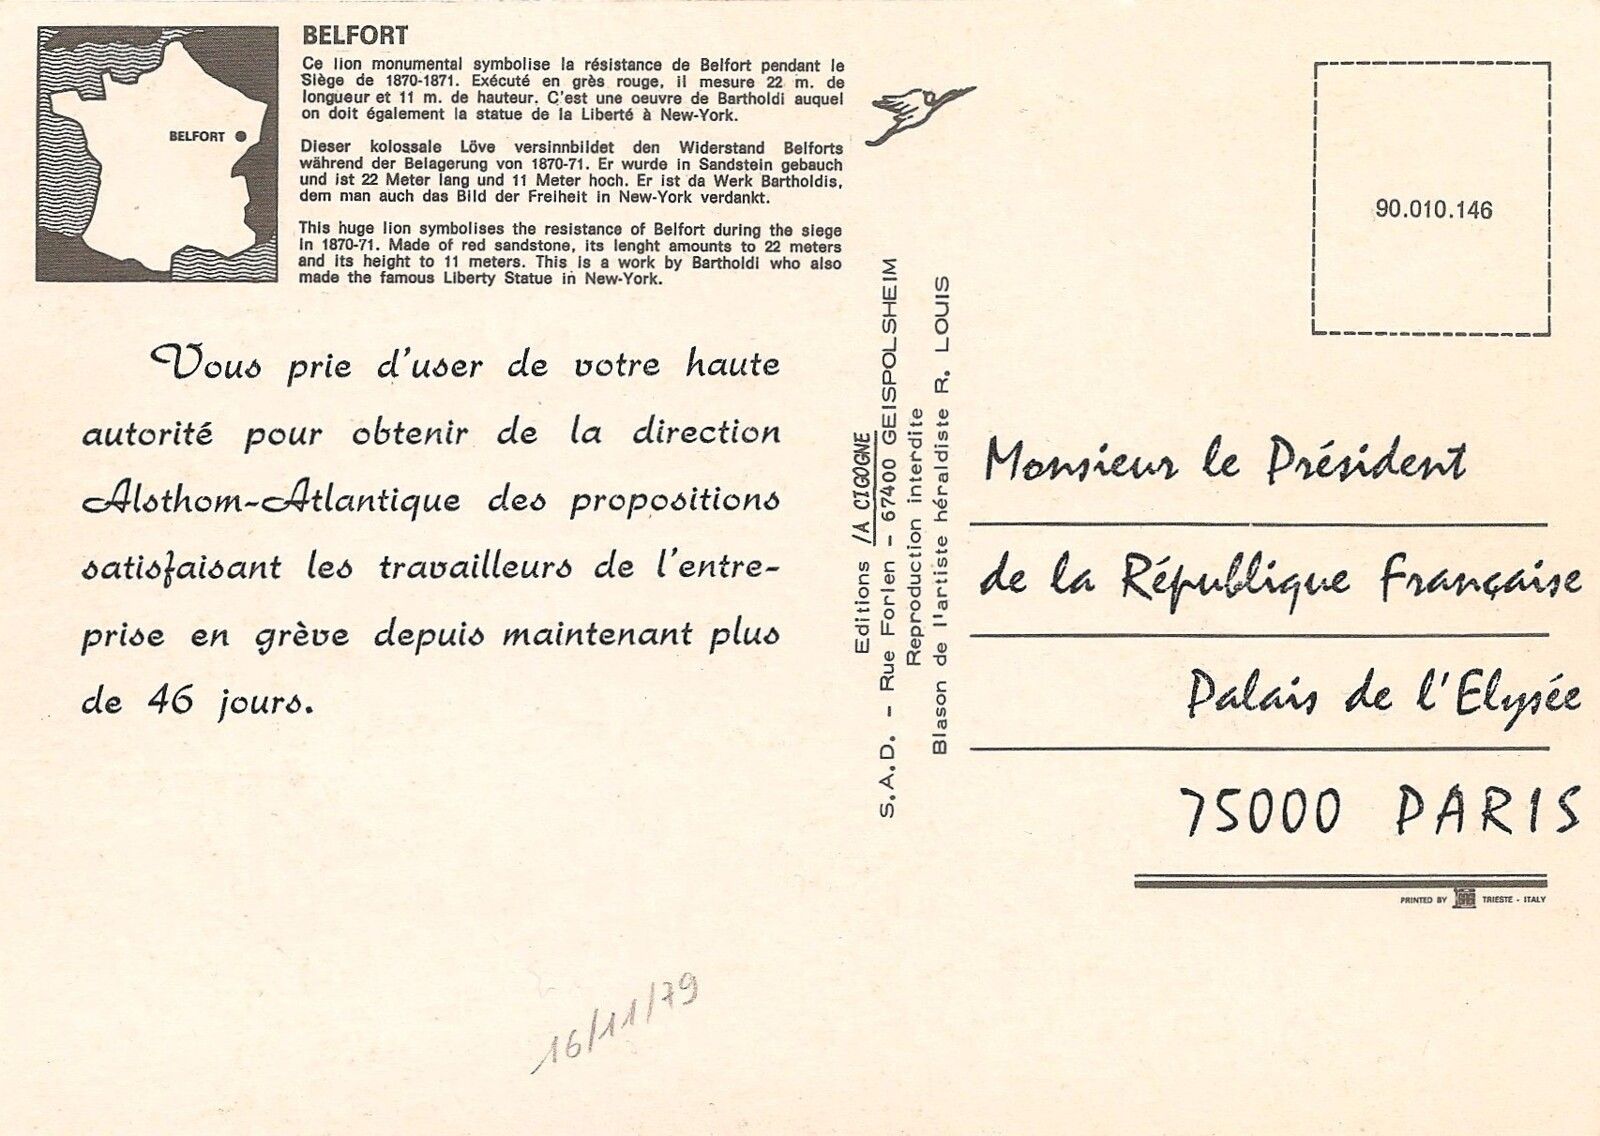 BELFORT
BELFORT
Ce lion monumental symbolise la résistance de Belfort pendant le
Siège de 1870-1871. Exécuté en grès rouge, il mesure 22 m. de
longueur et 11 m. de hauteur. C'est une oeuvre de Bartholdi auquel
on doit également la statue de la Liberté à New-York.
Dieser kolossale Löve versinnbildet den Widerstand Belforts
während der Belagerung von 1870-71. Er wurde in Sandstein gebauch
und ist 22 Meter lang und 11 Meter hoch. Er ist da Werk Bartholdis,
dem man auch das Bild der Freiheit in New-York verdankt.
This huge lion symbolises the resistance of Belfort during the siege
in 1870-71. Made of red sandstone, its lenght amounts to 22 meters
and its height to 11 meters. This is a work by Bartholdi who also
made the famous Liberty Statue in New-York.
Vous prie d'user de votre haute
autorité pour obtenir de la direction
Alsthom-Atlantique des propositions
satisfaisant les travailleurs de l'entre-
prise en grève depuis maintenant plus
de 46 jours.
16/11/79
Editions LA CIGOGNE
S.A.D. - Rue Forlen - 67400 GEISPOLSHEIM
Reproduction interdite
Blason de l'artiste héraldiste R. LOUIS
90.010.146
Monsieur le Président
de la République Française
Palais de l'Elysée
75000 PARIS
PRINTED BY TRIESTE - ITALY